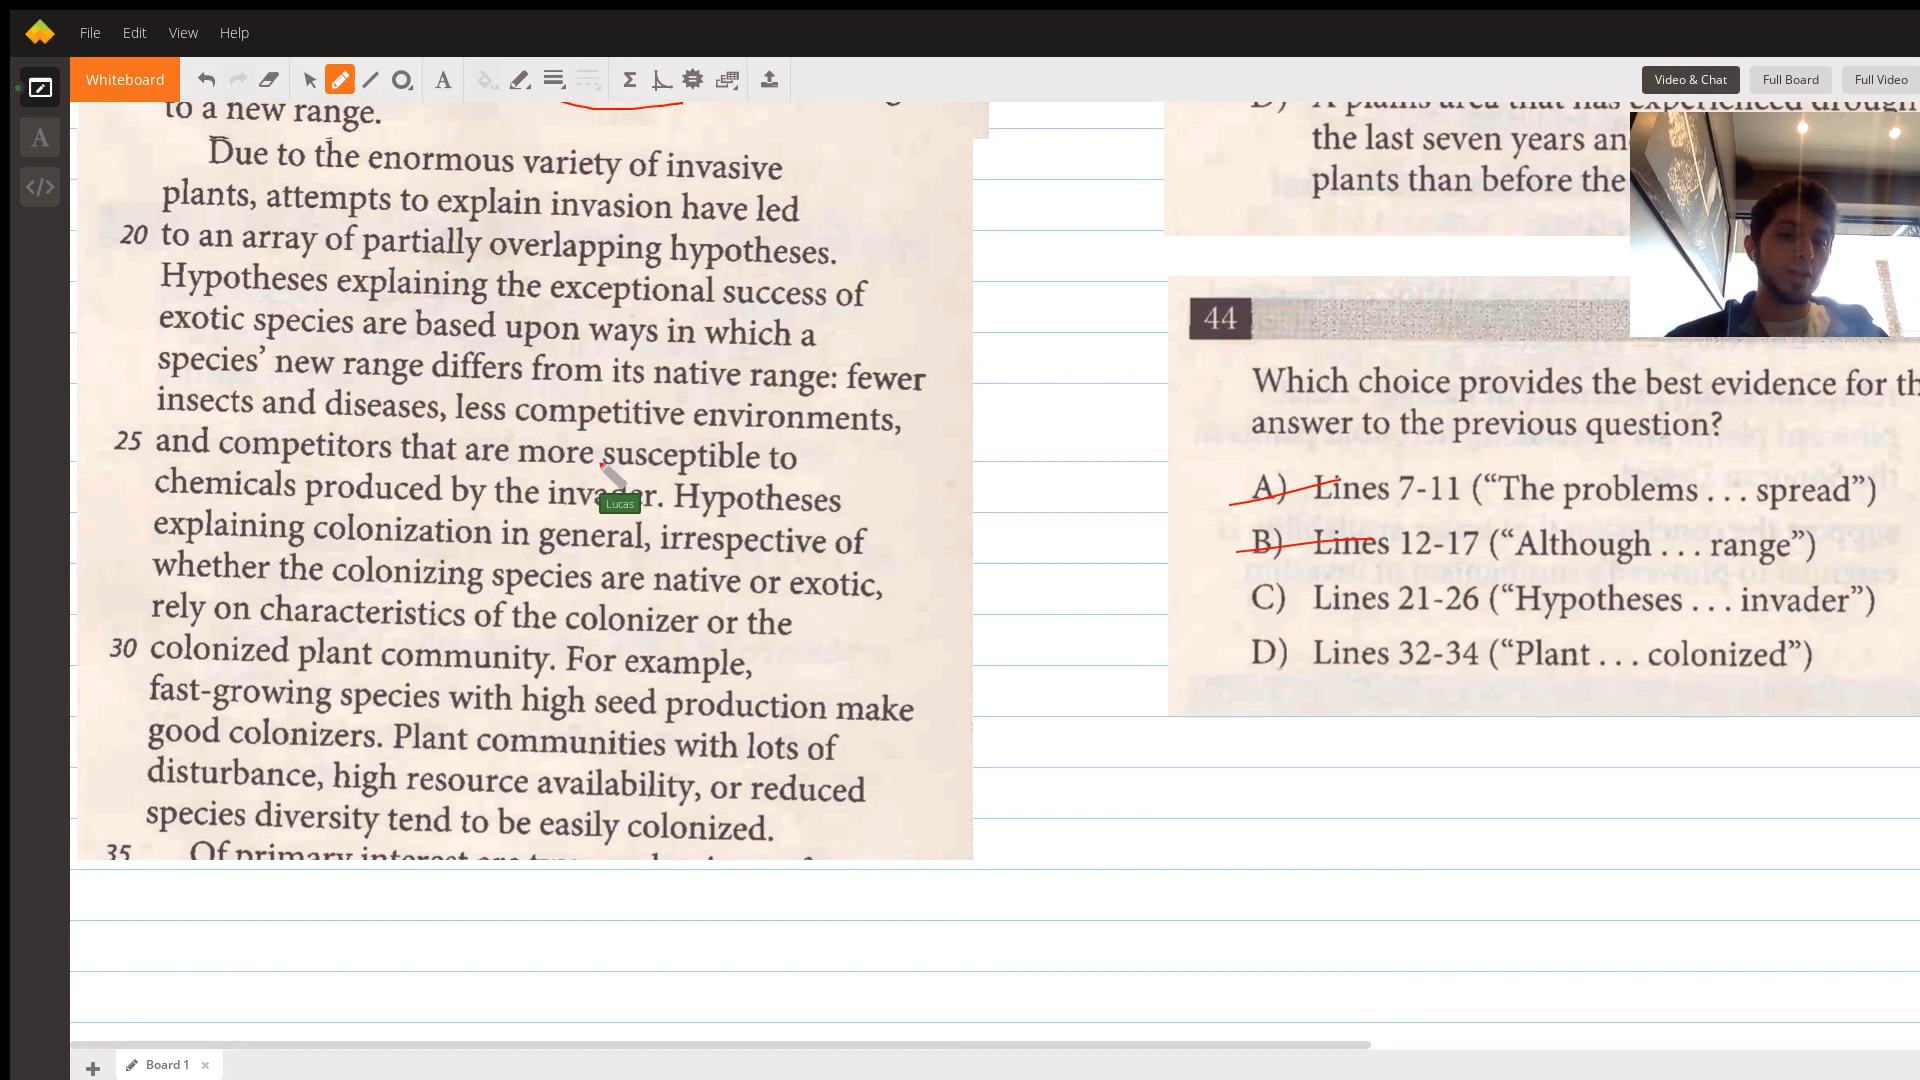 File Edit View Help
Whiteboard
Video & Chat Full Board Full Video
to a new range.
Due to the enormous variety of invasive
plants, attempts to explain invasion have led
20 to an array of partially overlapping hypotheses.
Hypotheses explaining the exceptional success of
exotic species are based upon ways in which a
species’ new range differs from its native range: fewer
insects and diseases, less competitive environments,
25 and competitors that are more susceptible to
chemicals produced by the invader. Hypotheses
Lucas
explaining colonization in general, irrespective of
whether the colonizing species are native or exotic,
rely on characteristics of the colonizer or the
30 colonized plant community. For example,
fast-growing species with high seed production make
good colonizers. Plant communities with lots of
disturbance, high resource availability, or reduced
species diversity tend to be easily colonized.
35 Of primary interest are
D) A plains area that has experienced
the last seven years
plants than before the
44
Which choice provides the best evidence for
answer to the previous question?
A) Lines 7-11 (“The problems . . . spread”)
B) Lines 12-17 (“Although . . . range”)
C) Lines 21-26 (“Hypotheses . . . invader”)
D) Lines 32-34 (“Plant . . . colonized”)
Board 1